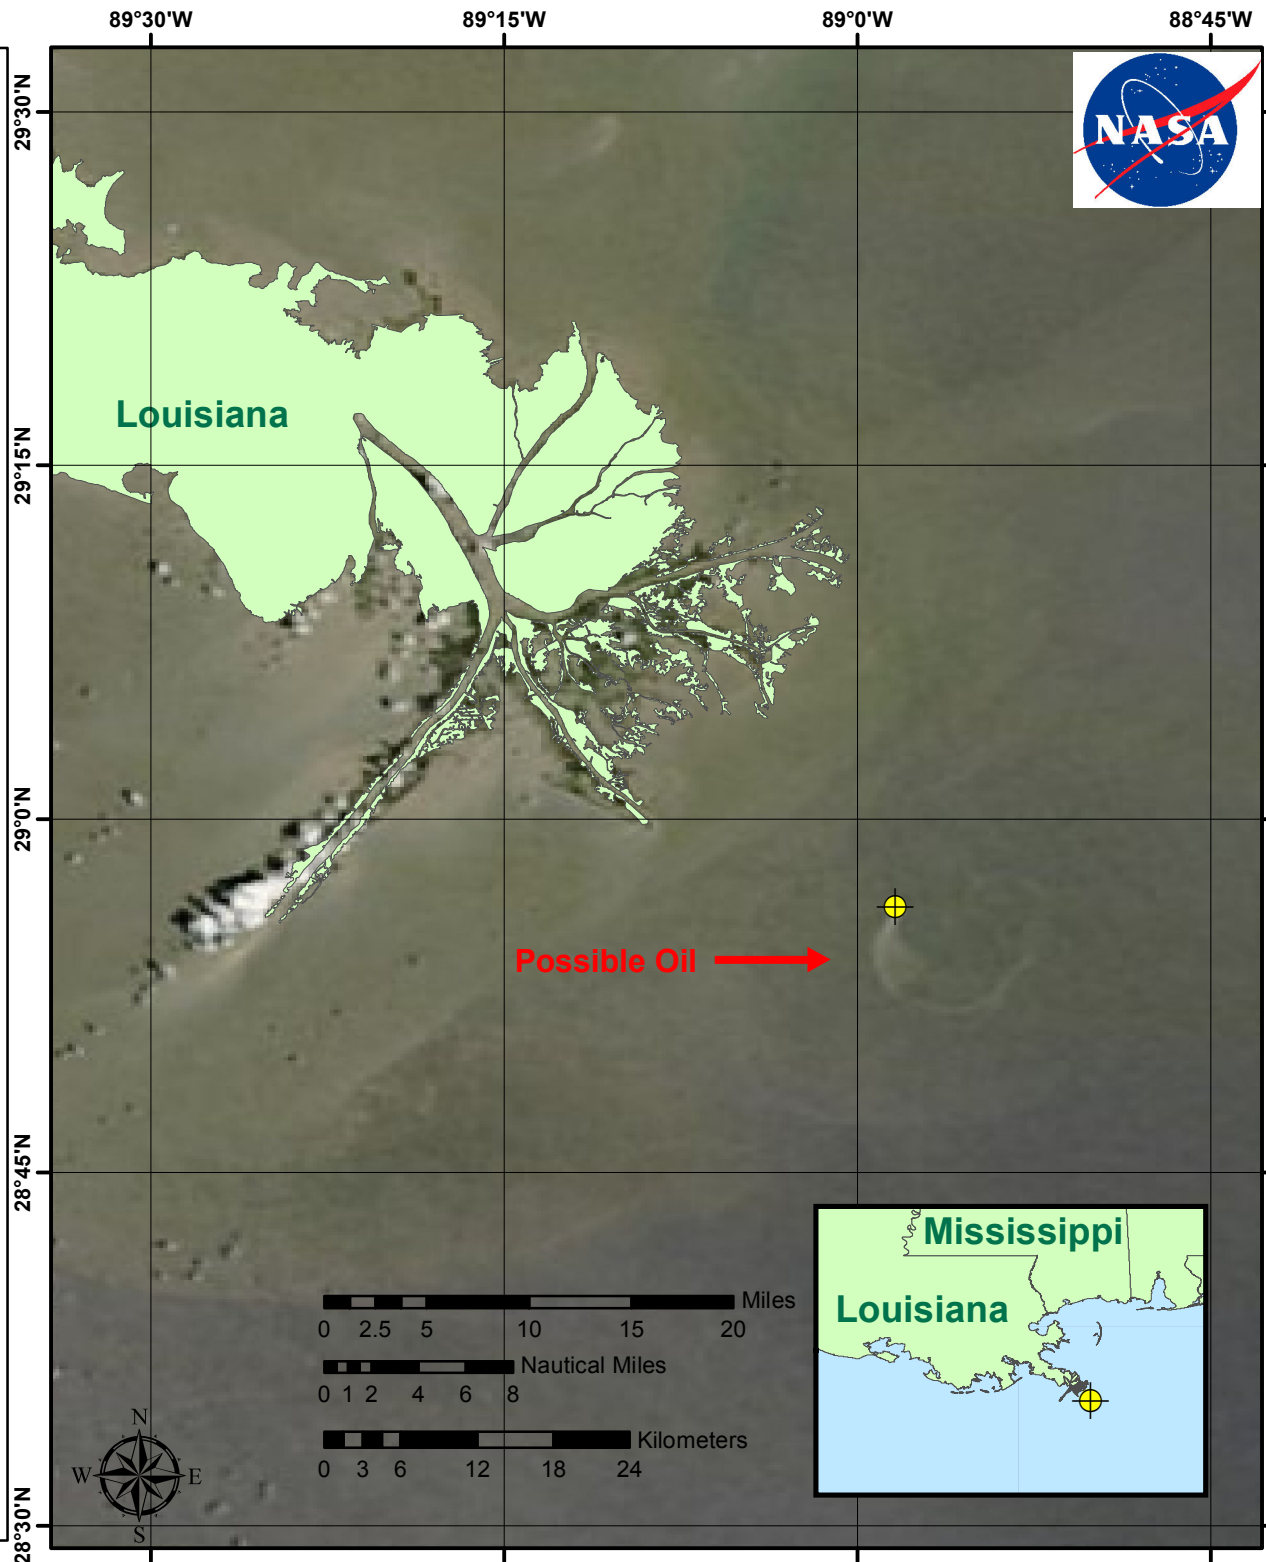 89°30'W 89°15'W 89°0'W 88°45'W
29°30'N
NASA
Louisiana
29°15'N
29°0'N
Possible Oil
28°45'N
Mississippi
Louisiana
Miles
0 2.5 5 10 15 20
Nautical Miles
0 1 2 4 6 8
Kilometers
0 3 6 12 18 24
N
W E
S
28°30'N